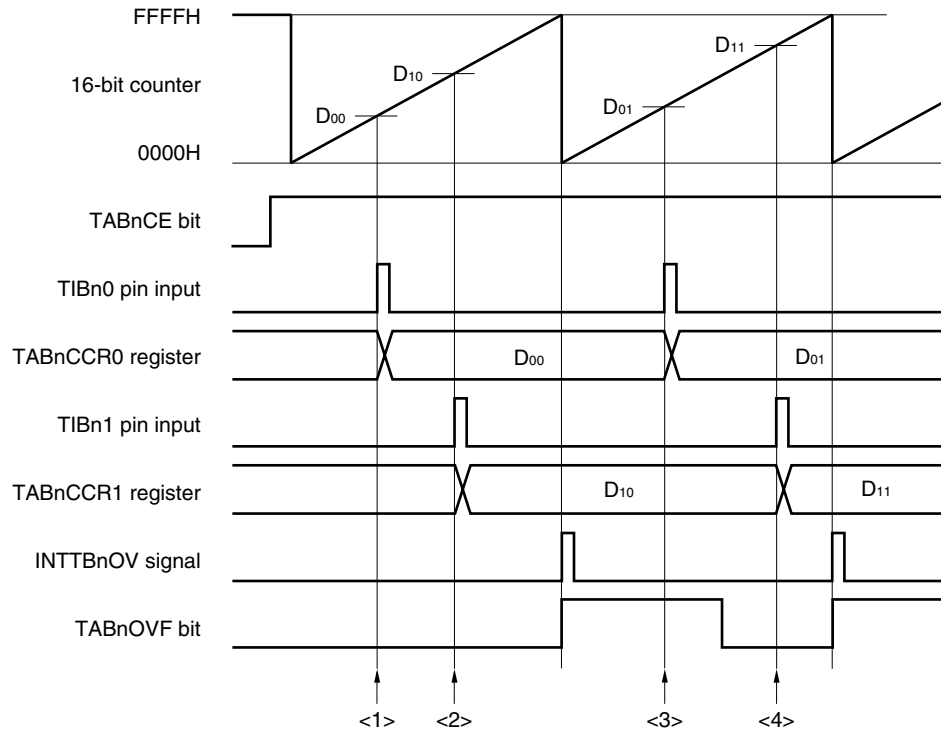 FFFFH
D11
D10
16-bit counter
D01
D00
0000H
TABnCE bit
TIBn0 pin input
TABnCCR0 register
D00
D01
TIBn1 pin input
TABnCCR1 register
D10
D11
INTTBnOV signal
TABnOVF bit
<1> <2> <3> <4>